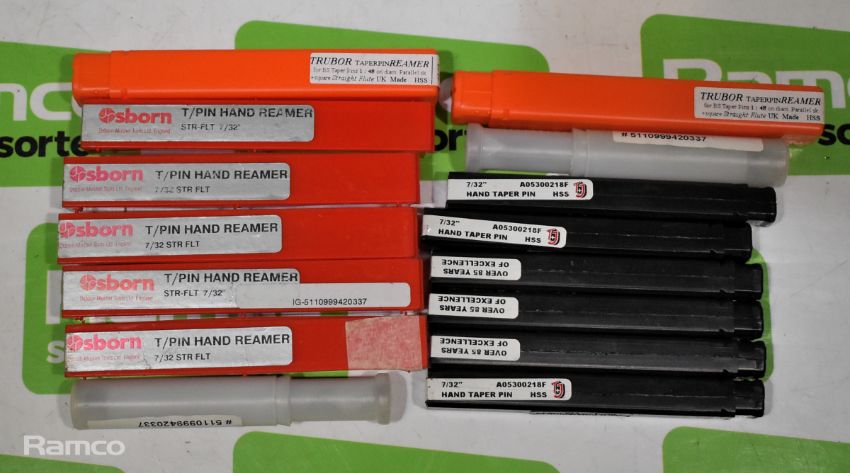 TRUBOR TAPERPINREAMER
for BS Taper Pins 1 : 48 on diam. Parallel sk
+square Straight Flute UK Made HSS
Osborn T/PIN HAND REAMER
STR-FLT 7/32"
Osborn T/PIN HAND REAMER
7/32 STR FLT
Osborn T/PIN HAND REAMER
7/32 STR FLT
Osborn T/PIN HAND REAMER
STR-FLT 7/32"
IG-5110999420337
Osborn T/PIN HAND REAMER
7/32 STR FLT
# 5110999420337
TRUBOR TAPERPINREAMER
for BS Taper Pins 1 : 48 on diam. Parallel sk
+square Straight Flute UK Made HSS
# 5110999420337
7/32" A05300218F
HAND TAPER PIN HSS
7/32" A05300218F
HAND TAPER PIN HSS
OVER 85 YEARS
OF EXCELLENCE
OVER 85 YEARS
OF EXCELLENCE
OVER 85 YEARS
OF EXCELLENCE
7/32" A05300218F
HAND TAPER PIN HSS
Ramco
sorte
Ramco